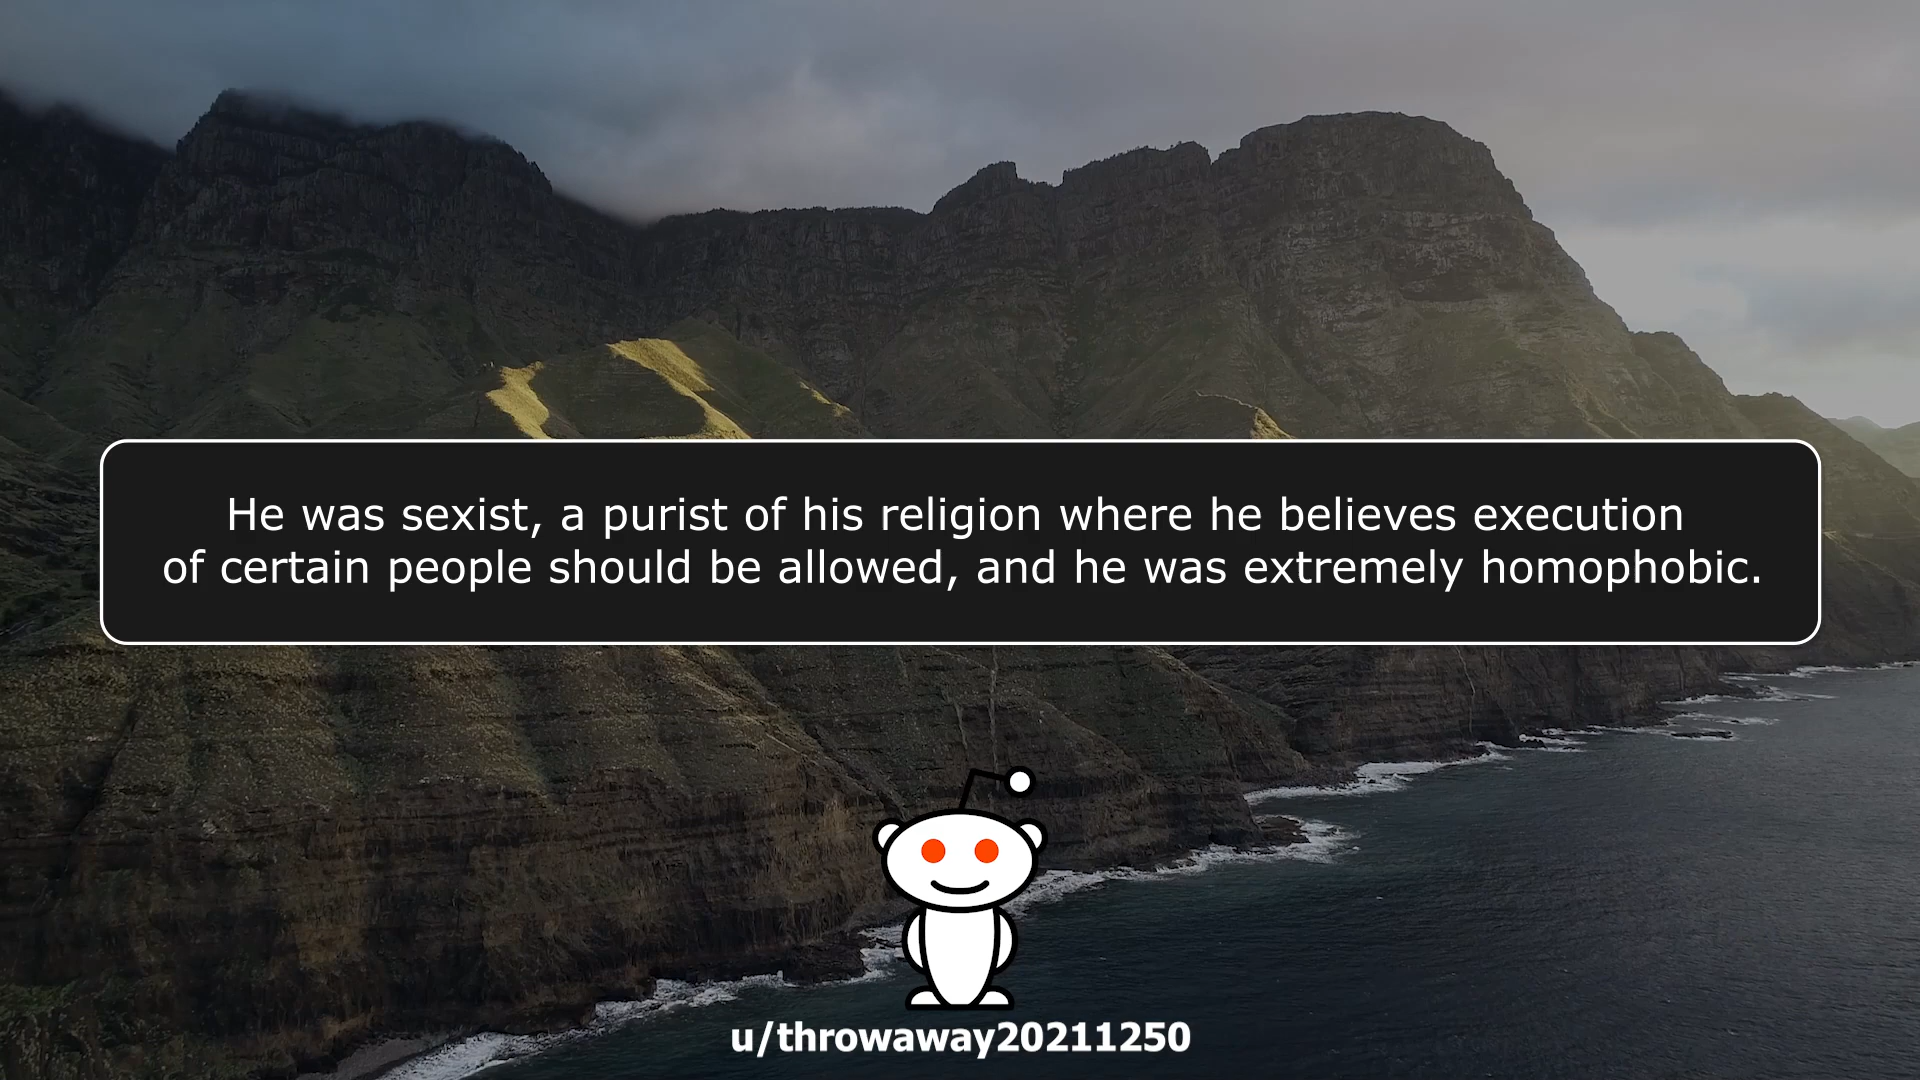 He was sexist, a purist of his religion where he believes execution
of certain people should be allowed, and he was extremely homophobic.
u/throwaway20211250